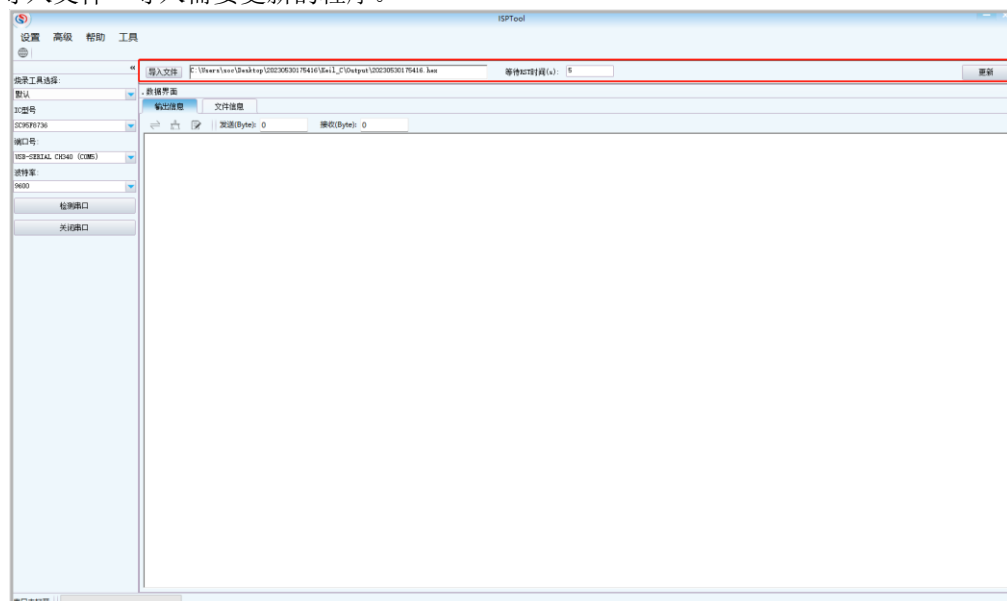 导入文件 导入需要更新的程序。
ISPTool
设置 高级 帮助 工具
«
导入文件 C:\Users\soc\Desktop\20230530175416\Keil_C\Output\20230530175416.hex 等待RST时间(s): 5 更新
烧录工具选择:
默认
数据界面
输出信息 文件信息
IC型号
SC95F8736
发送(Byte): 0 接收(Byte): 0
端口号:
USB-SERIAL CH340 (COM5)
波特率:
9600
检测串口
关闭串口